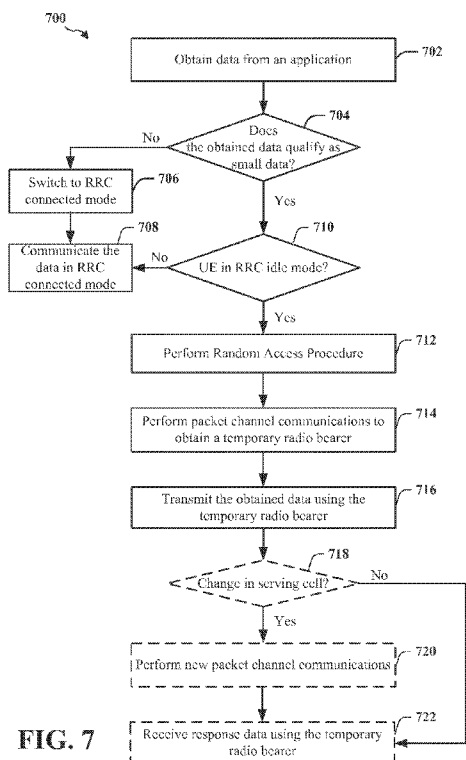 700
Obtain data from an application
702
704
Does
the obtained data qualify as
small data?
No
Switch to RRC
connected mode
706
Yes
708
Communicate the
data in RRC
connected mode
710
No
UE in RRC idle mode?
Yes
712
Perform Random Access Procedure
714
Perform packet channel communications to
obtain a temporary radio bearer
716
Transmit the obtained data using the
temporary radio bearer
718
Change in serving cell?
No
Yes
Perform new packet channel communications
720
722
Receive response data using the temporary
radio bearer
FIG. 7